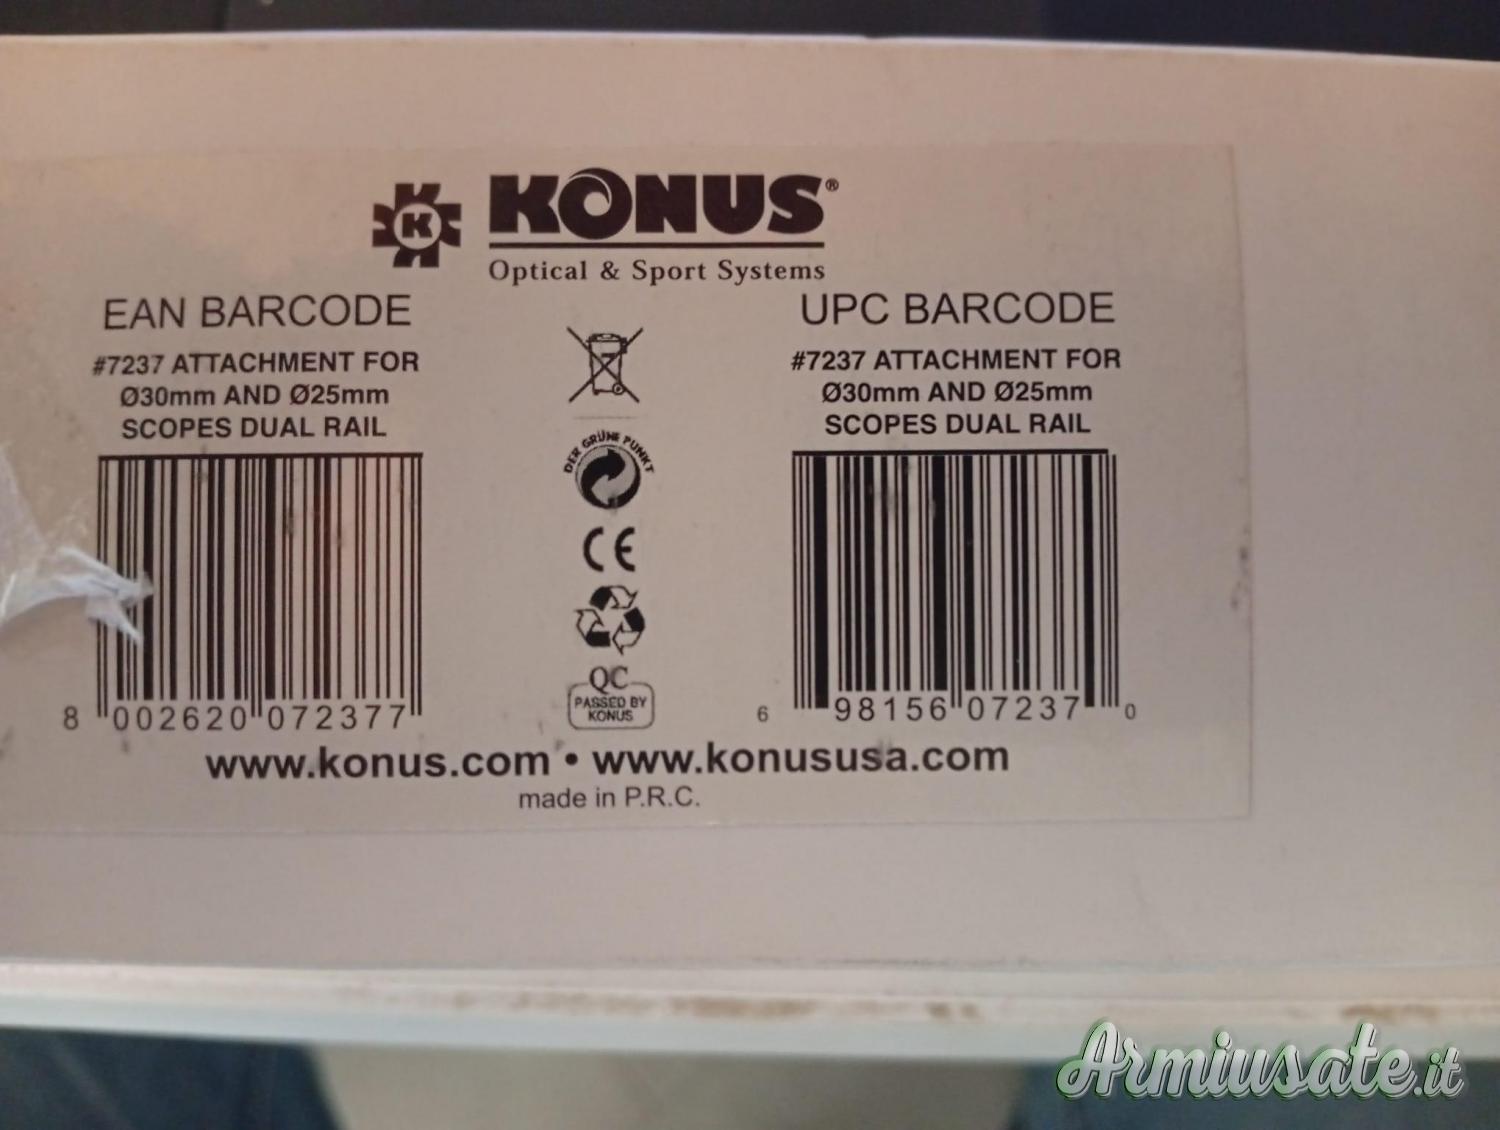 KONUS®
Optical & Sport Systems
EAN BARCODE
#7237 ATTACHMENT FOR
Ø30mm AND Ø25mm
SCOPES DUAL RAIL
8 002620 072377
DER GRÜNE PUNKT
CE
QC
PASSED BY
KONUS
UPC BARCODE
#7237 ATTACHMENT FOR
Ø30mm AND Ø25mm
SCOPES DUAL RAIL
6 98156 07237 0
www.konus.com • www.konususa.com
made in P.R.C.
Armiusate.it